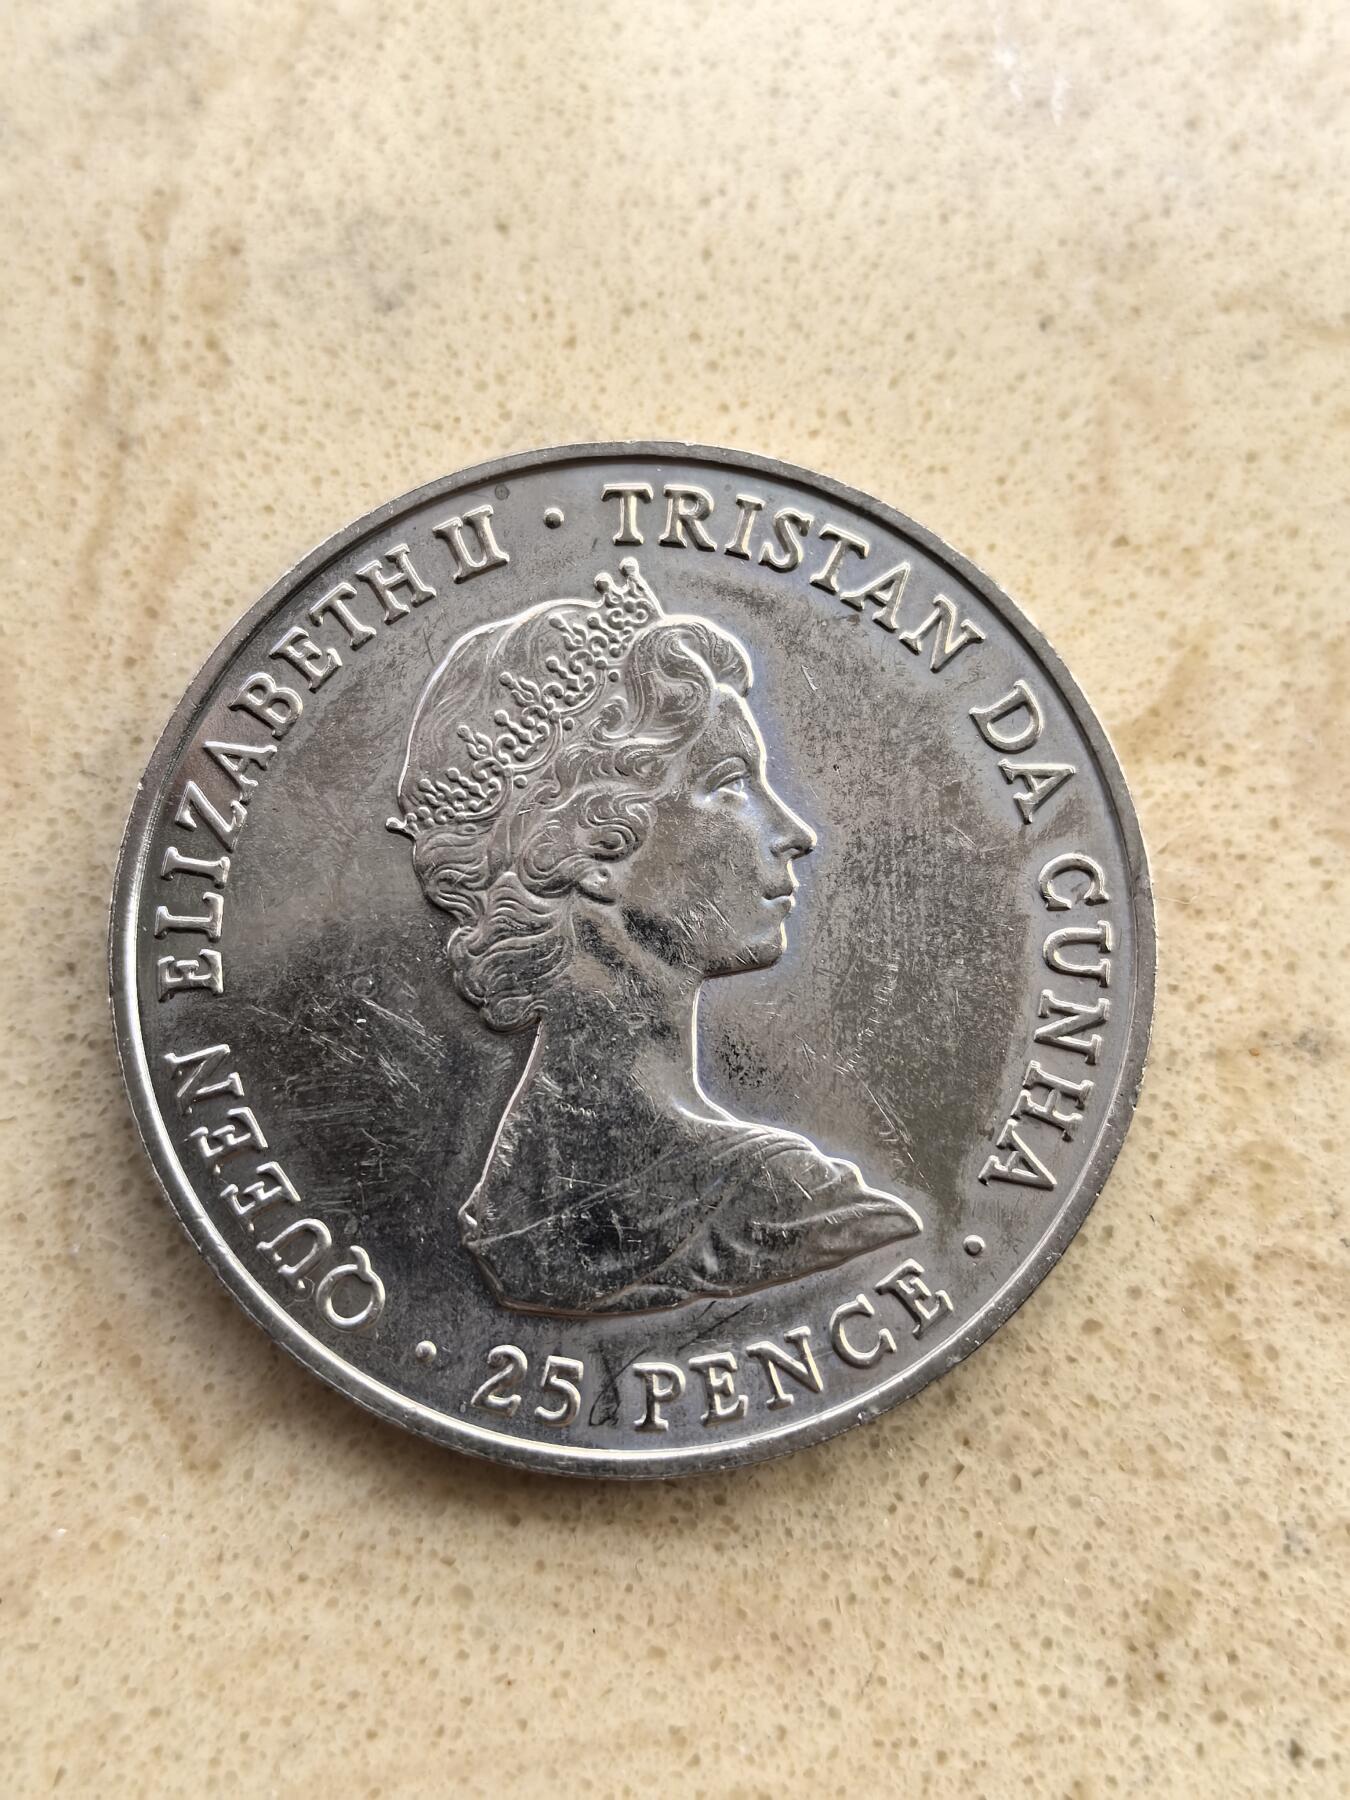 QUEEN ELIZABETH II · TRISTAN DA CUNHA ·
25 PENCE ·